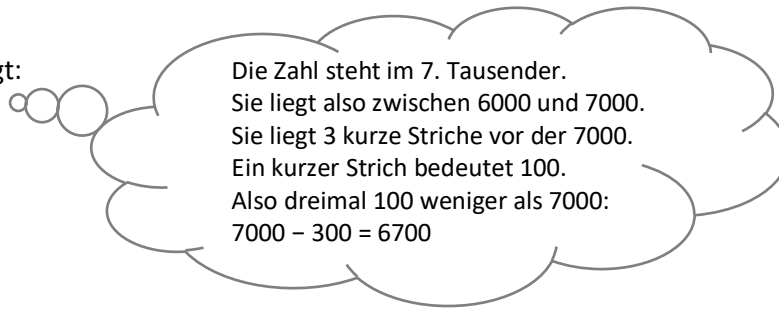 Die Zahl steht im 7. Tausender.
Sie liegt also zwischen 6000 und 7000.
Sie liegt 3 kurze Striche vor der 7000.
Ein kurzer Strich bedeutet 100.
Also dreimal 100 weniger als 7000:
7000 − 300 = 6700